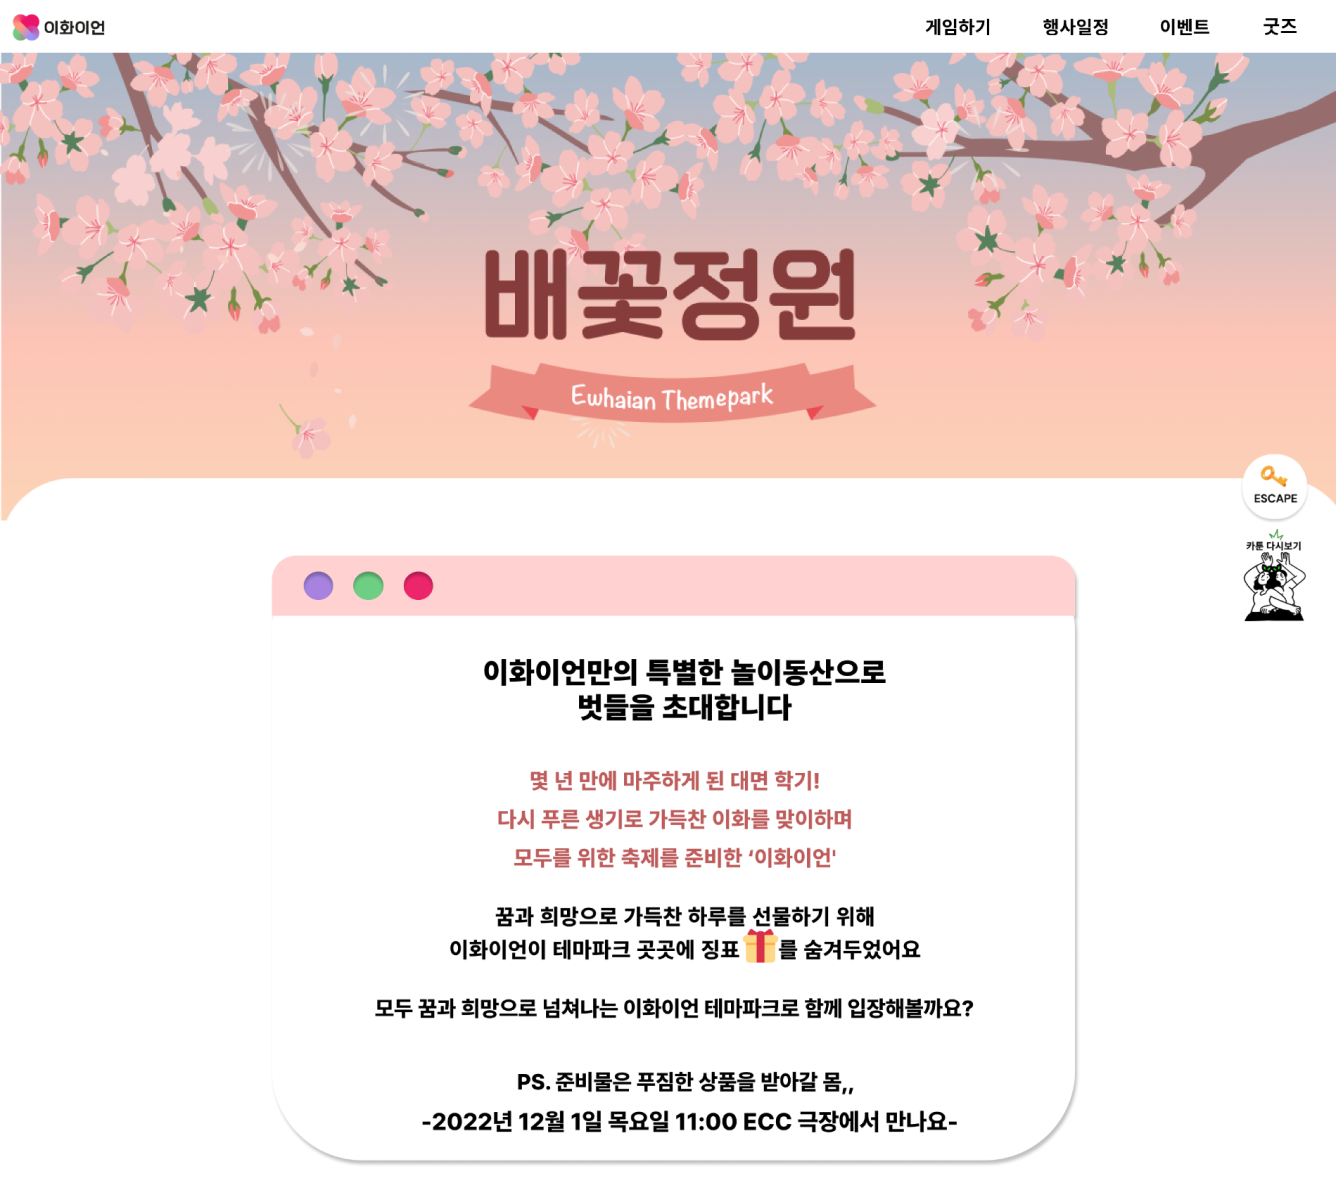 이화이언
게임하기 행사일정 이벤트 굿즈
배꽃정원
Ewhaian Themepark
ESCAPE
카툰 다시보기
이화이언만의 특별한 놀이동산으로
벗들을 초대합니다
몇 년 만에 마주하게 된 대면 학기!
다시 푸른 생기로 가득찬 이화를 맞이하며
모두를 위한 축제를 준비한 ‘이화이언'
꿈과 희망으로 가득찬 하루를 선물하기 위해
이화이언이 테마파크 곳곳에 징표 를 숨겨두었어요
모두 꿈과 희망으로 넘쳐나는 이화이언 테마파크로 함께 입장해볼까요?
PS. 준비물은 푸짐한 상품을 받아갈 몸,,
-2022년 12월 1일 목요일 11:00 ECC 극장에서 만나요-